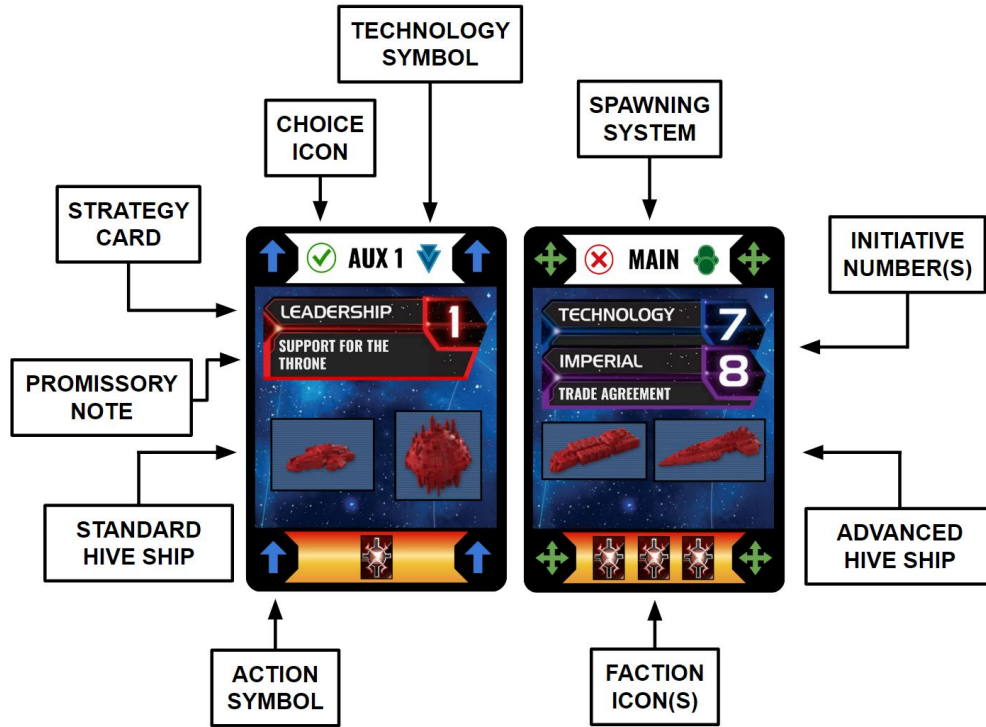 TECHNOLOGY
SYMBOL
CHOICE
ICON
SPAWNING
SYSTEM
STRATEGY
CARD
INITIATIVE
NUMBER(S)
PROMISSORY
NOTE
STANDARD
HIVE SHIP
ADVANCED
HIVE SHIP
ACTION
SYMBOL
FACTION
ICON(S)
AUX 1
LEADERSHIP
1
SUPPORT FOR THE
THRONE
MAIN
TECHNOLOGY
7
IMPERIAL
8
TRADE AGREEMENT